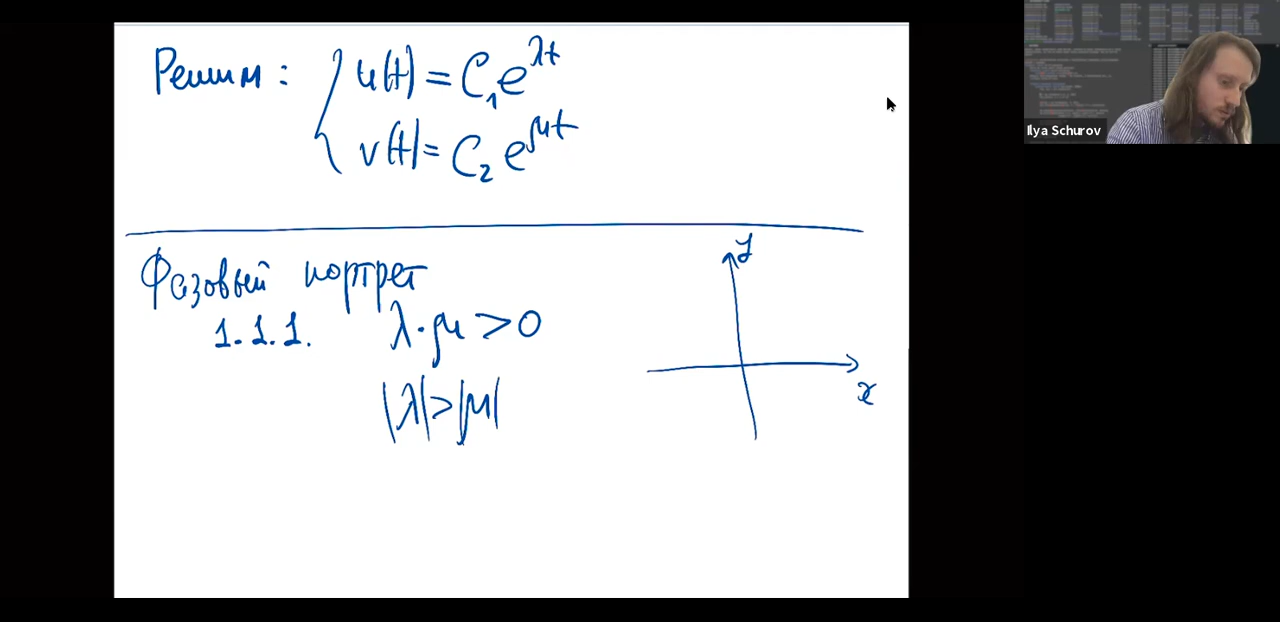 Решим: { u(t) = C₁e^{λt}
v(t) = C₂e^{μt}
Фазовый портрет
1.1.1. λ·μ > 0
|λ|>|μ|
y
x
Ilya Schurov